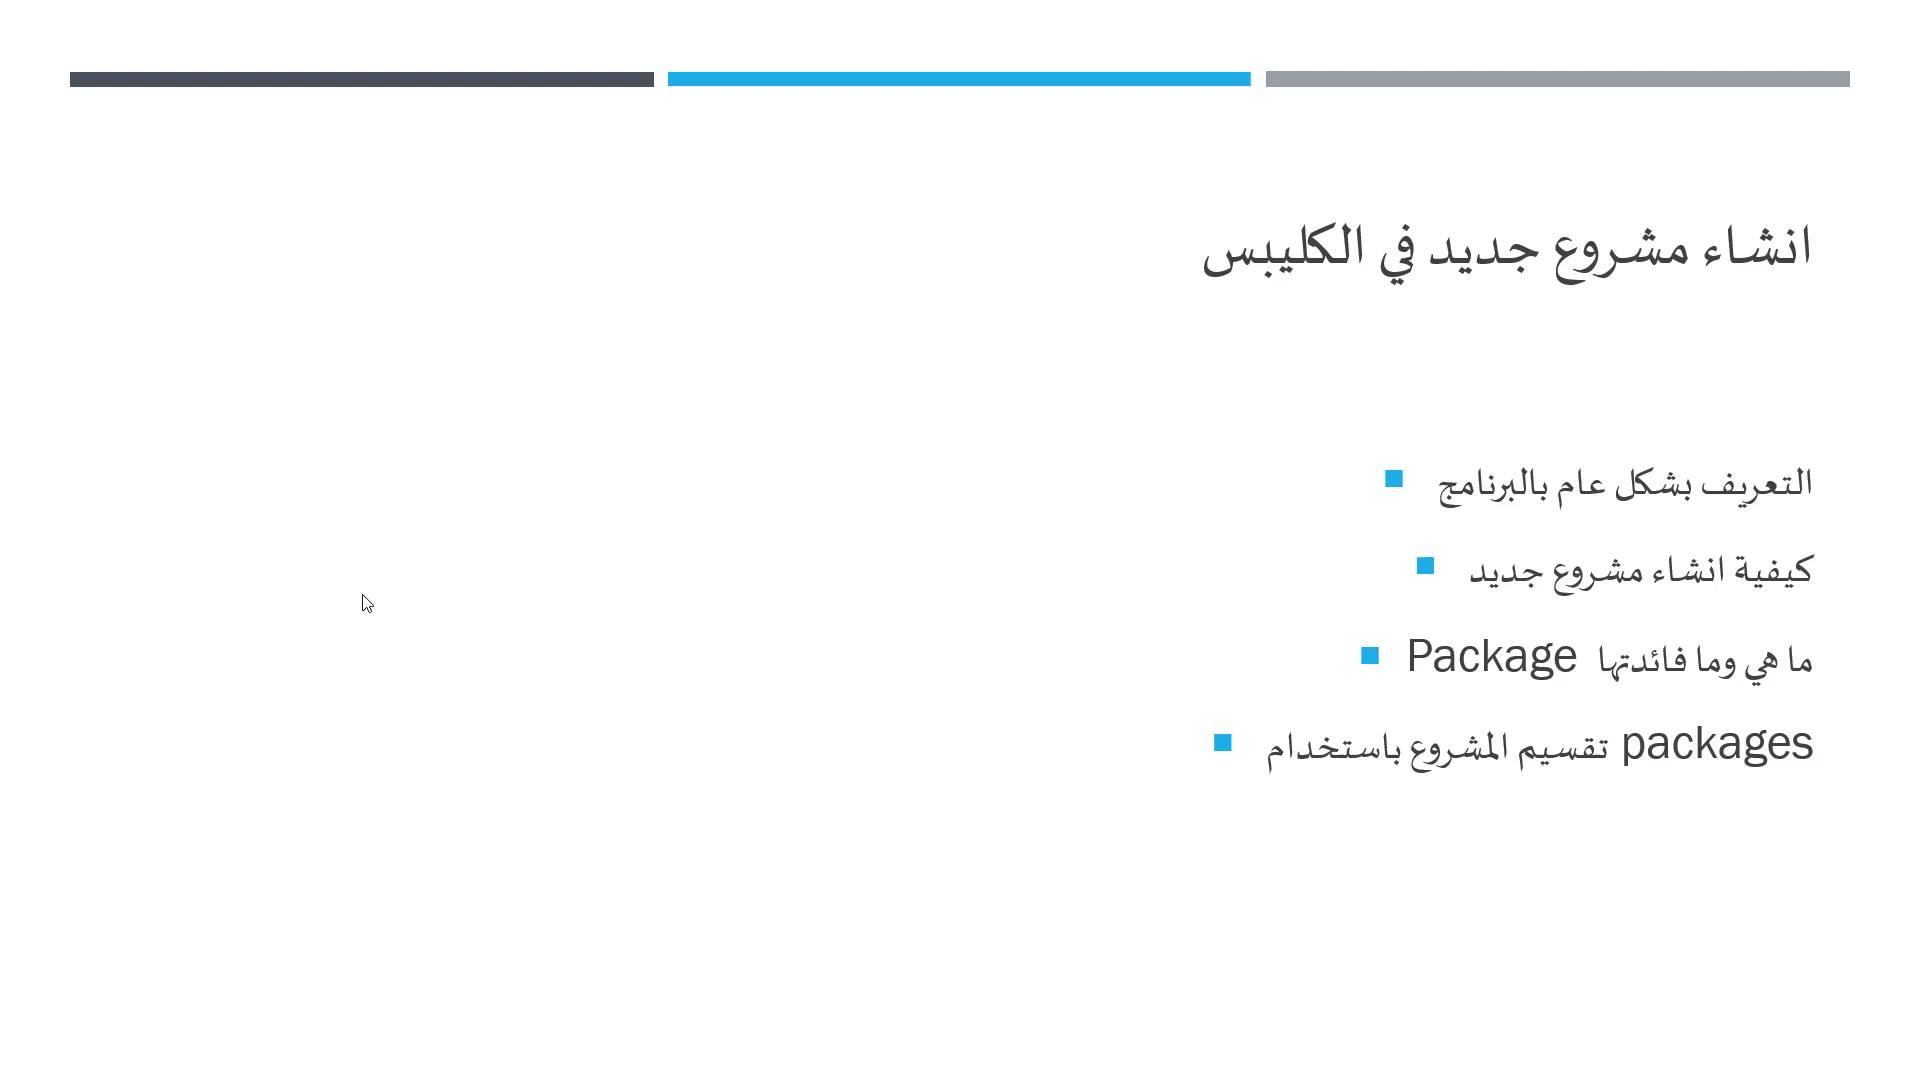 انشاء مشروع جديد في الكليبس
التعريف بشكل عام بالبرنامج
كيفية انشاء مشروع جديد
ما هي وما فائدتها Package
packages تقسيم المشروع باستخدام